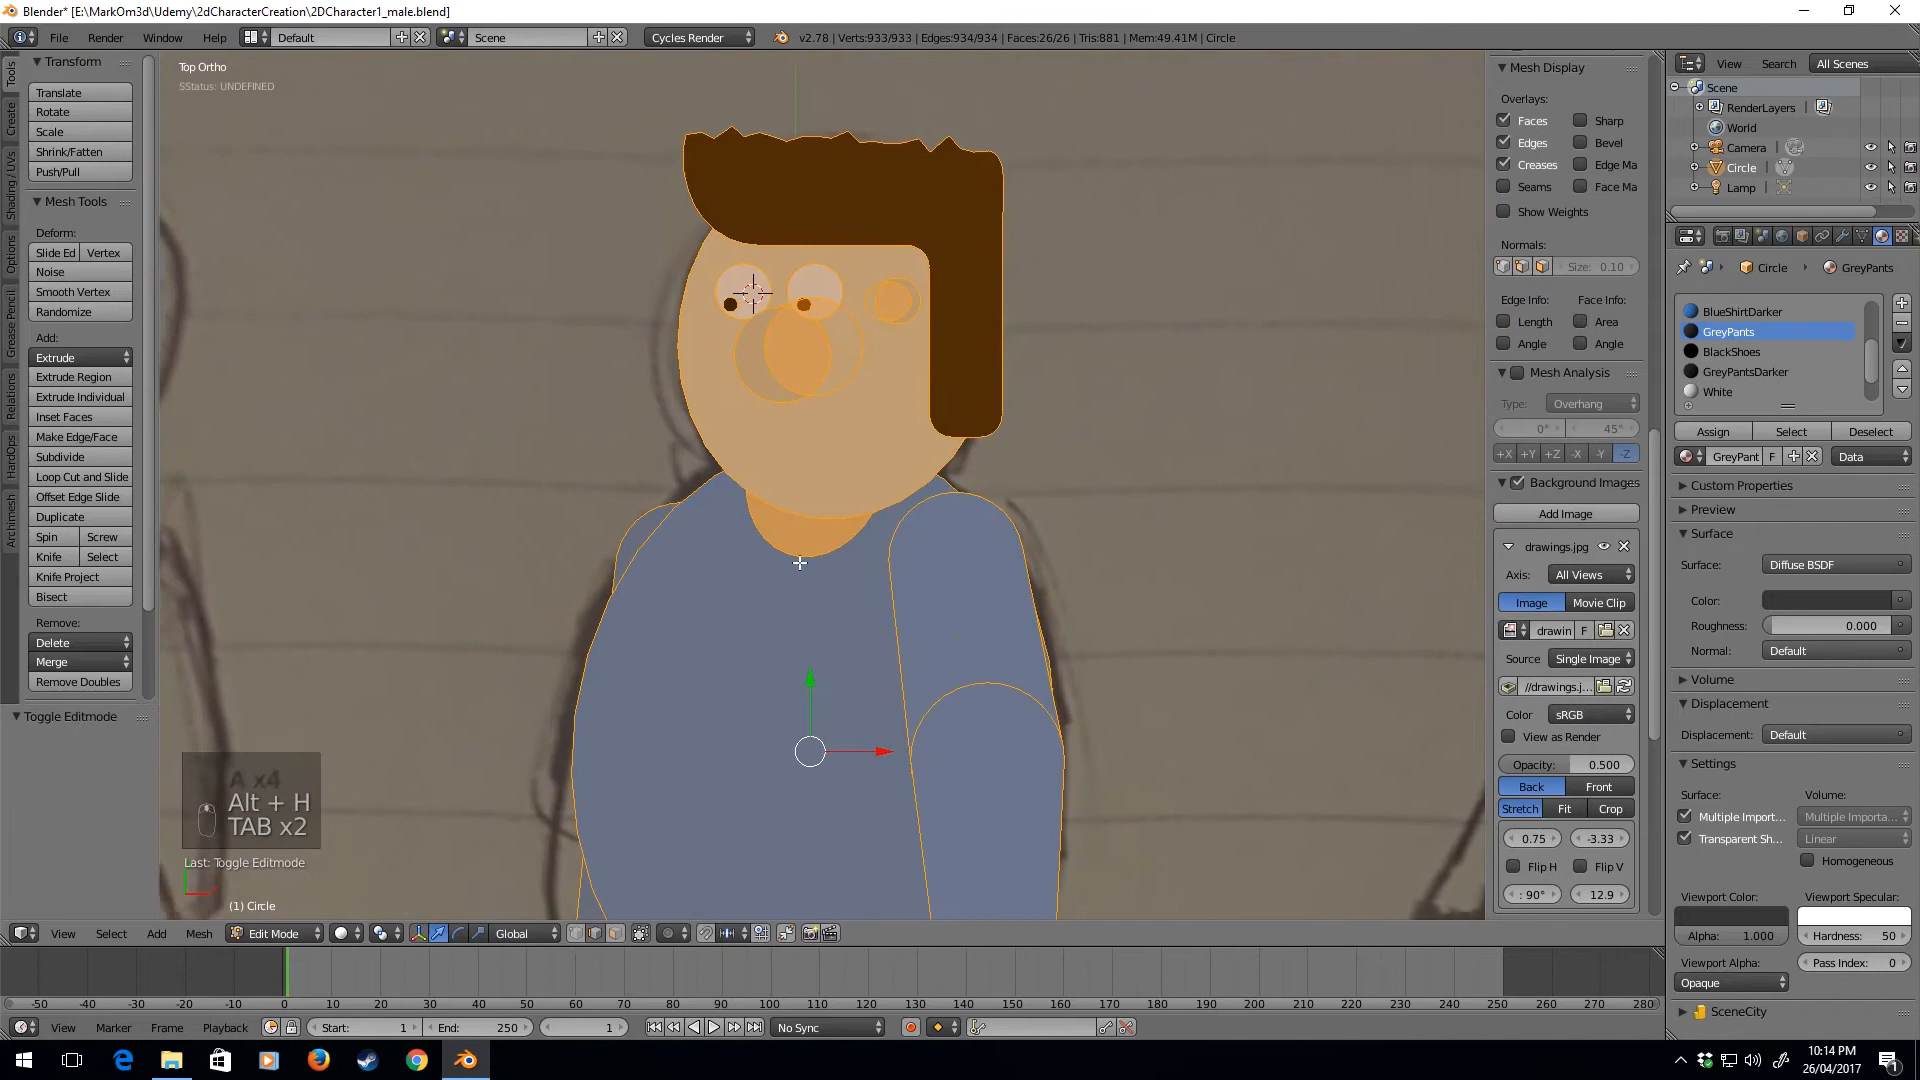 Blender* [E:\MarkOm3d\Udemy\2dCharacterCreation\2DCharacter1_male.blend]
File Render Window Help Default Scene Cycles Render v2.78 | Verts:933/933 | Edges:934/934 | Faces:26/26 | Tris:881 | Mem:49.41M | Circle
Tools
Create
Shading / UVs
Options
Grease Pencil
Relations
HardOps
Archimesh
Transform
Translate
Rotate
Scale
Shrink/Fatten
Push/Pull
Mesh Tools
Deform:
Slide Ed Vertex
Noise
Smooth Vertex
Randomize
Add:
Extrude
Extrude Region
Extrude Individual
Inset Faces
Make Edge/Face
Subdivide
Loop Cut and Slide
Offset Edge Slide
Duplicate
Spin Screw
Knife Select
Knife Project
Bisect
Remove:
Delete
Merge
Remove Doubles
Toggle Editmode
Top Ortho
SStatus: UNDEFINED
A x4
Alt + H
TAB x2
Last: Toggle Editmode
(1) Circle
Mesh Display
Overlays:
Faces Sharp
Edges Bevel
Creases Edge Ma
Seams Face Ma
Show Weights
Normals:
Size: 0.10
Edge Info: Face Info:
Length Area
Angle Angle
Mesh Analysis
Type: Overhang
0° 45°
+X +Y +Z -X -Y -Z
Background Images
Add Image
drawings.jpg
Axis: All Views
Image Movie Clip
drawin F
Source Single Image
//drawings.j...
Color sRGB
View as Render
Opacity: 0.500
Back Front
Stretch Fit Crop
0.75 -3.33
Flip H Flip V
: 90° 12.9
View Search All Scenes
Scene
RenderLayers
World
Camera
Circle
Lamp
Circle GreyPants
BlueShirtDarker
GreyPants
BlackShoes
GreyPantsDarker
White
Assign Select Deselect
GreyPant F Data
Custom Properties
Preview
Surface
Surface: Diffuse BSDF
Color:
Roughness: 0.000
Normal: Default
Volume
Displacement
Displacement: Default
Settings
Surface: Volume:
Multiple Import... Multiple Importa...
Transparent Sh... Linear
Homogeneous
Viewport Color: Viewport Specular:
Alpha: 1.000 Hardness: 50
Viewport Alpha: Pass Index: 0
Opaque
SceneCity
View Select Add Mesh Edit Mode Global
-50 -40 -30 -20 -10 0 10 20 30 40 50 60 70 80 90 100 110 120 130 140 150 160 170 180 190 200 210 220 230 240 250 260 270 280
View Marker Frame Playback Start: 1 End: 250 1 No Sync
10:14 PM
26/04/2017
1